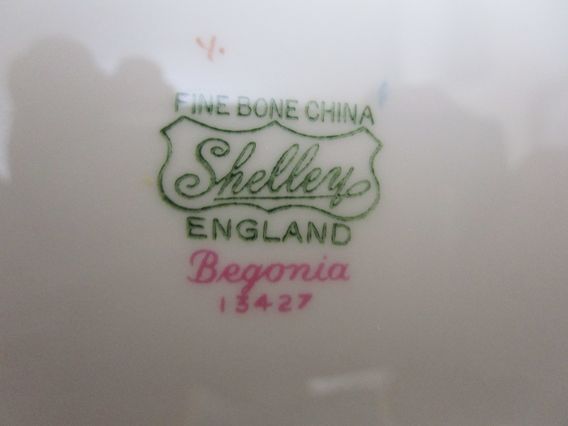 Y.
FINE BONE CHINA
Shelley
ENGLAND
Begonia
13427